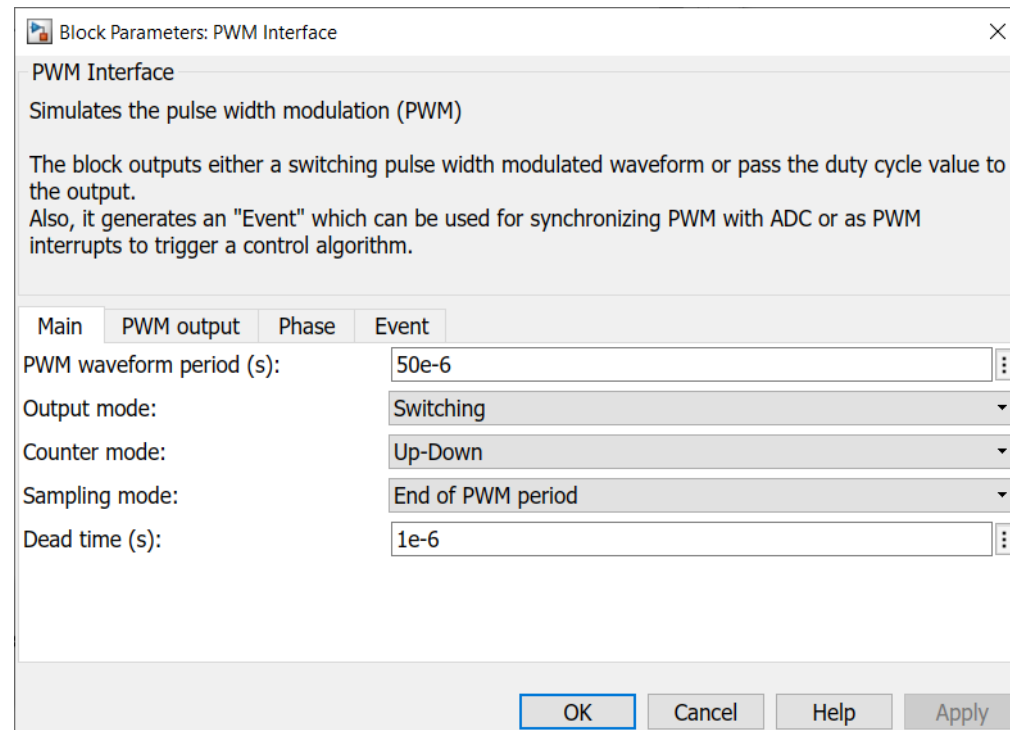 Block Parameters: PWM Interface
PWM Interface
Simulates the pulse width modulation (PWM)
The block outputs either a switching pulse width modulated waveform or pass the duty cycle value to
the output.
Also, it generates an "Event" which can be used for synchronizing PWM with ADC or as PWM
interrupts to trigger a control algorithm.
Main PWM output Phase Event
PWM waveform period (s): 50e-6
Output mode: Switching
Counter mode: Up-Down
Sampling mode: End of PWM period
Dead time (s): 1e-6
OK Cancel Help Apply